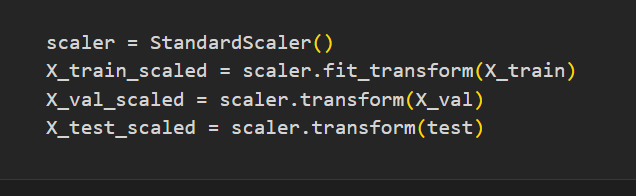 scaler = StandardScaler()
X_train_scaled = scaler.fit_transform(X_train)
X_val_scaled = scaler.transform(X_val)
X_test_scaled = scaler.transform(test)